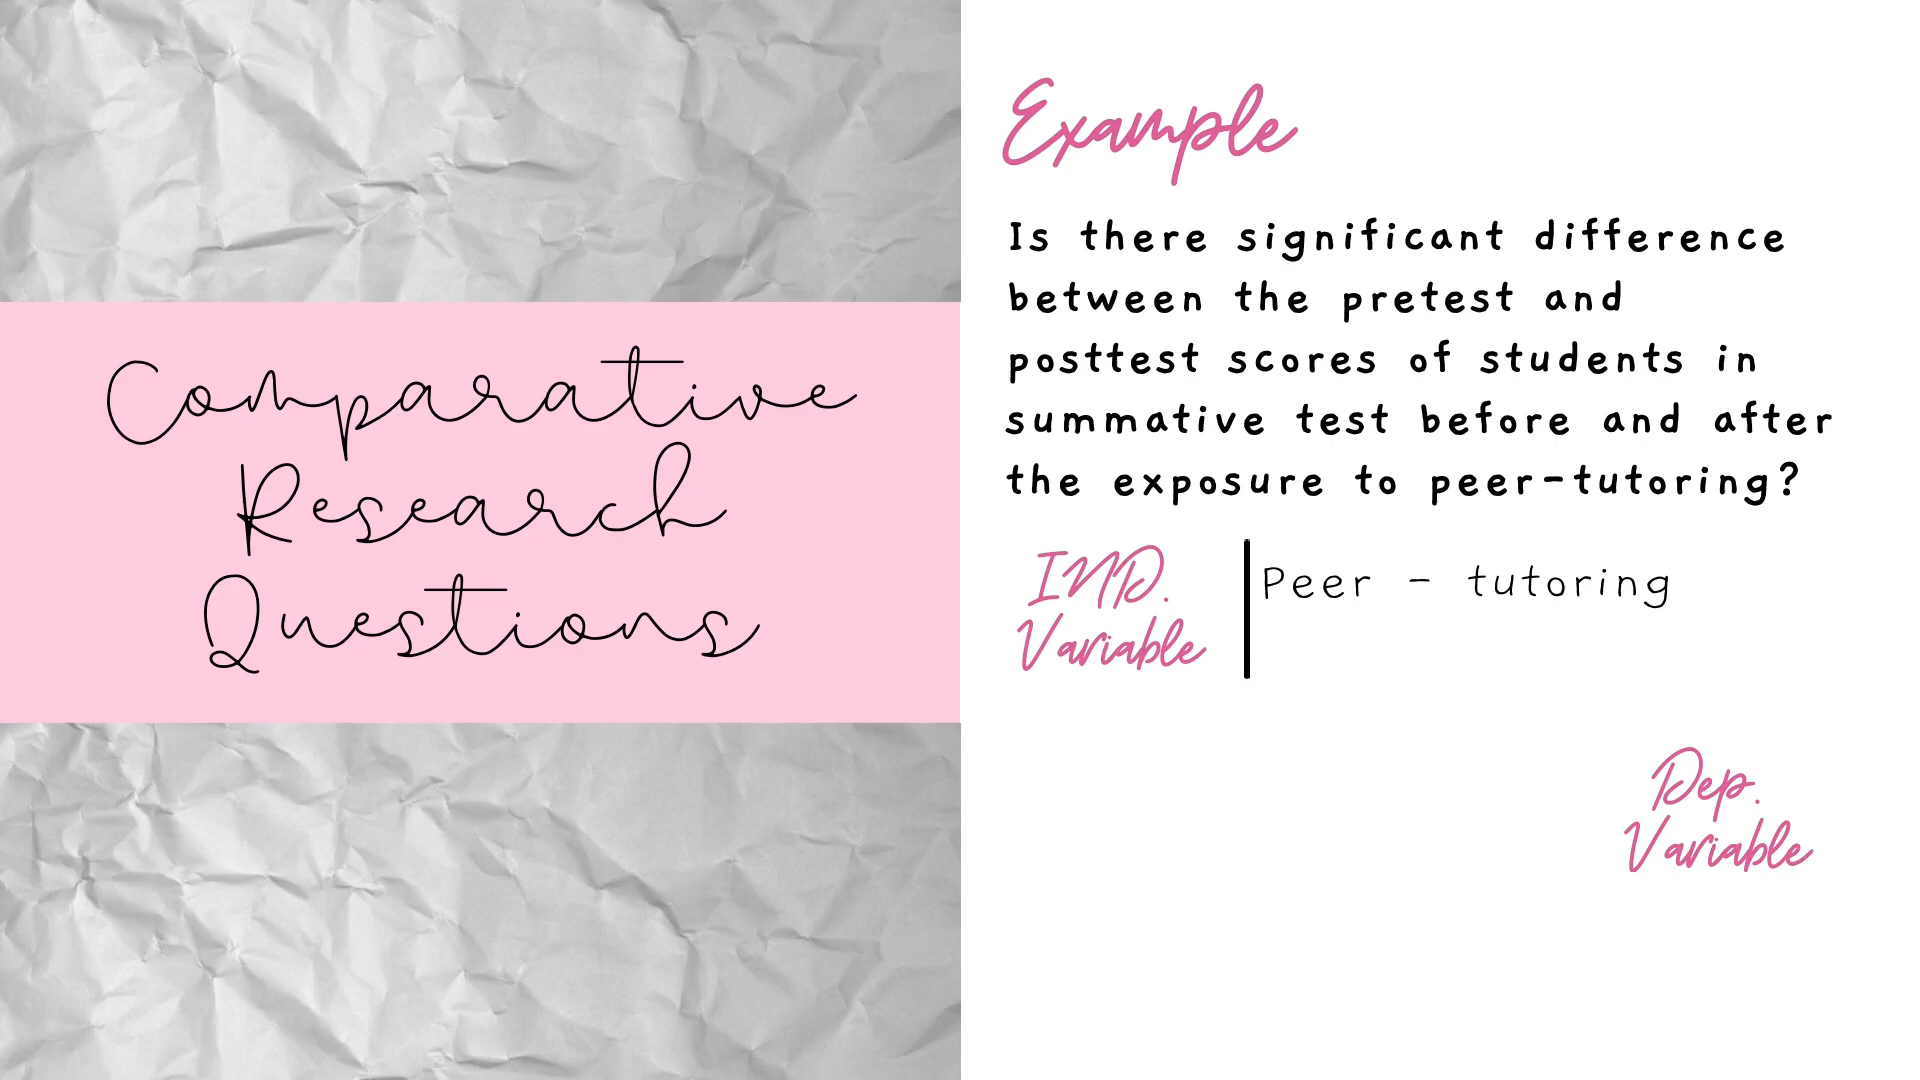 Comparative
Research
Questions
Example
Is there significant difference
between the pretest and
posttest scores of students in
summative test before and after
the exposure to peer-tutoring?
IND.
Variable
Peer - tutoring
Dep.
Variable